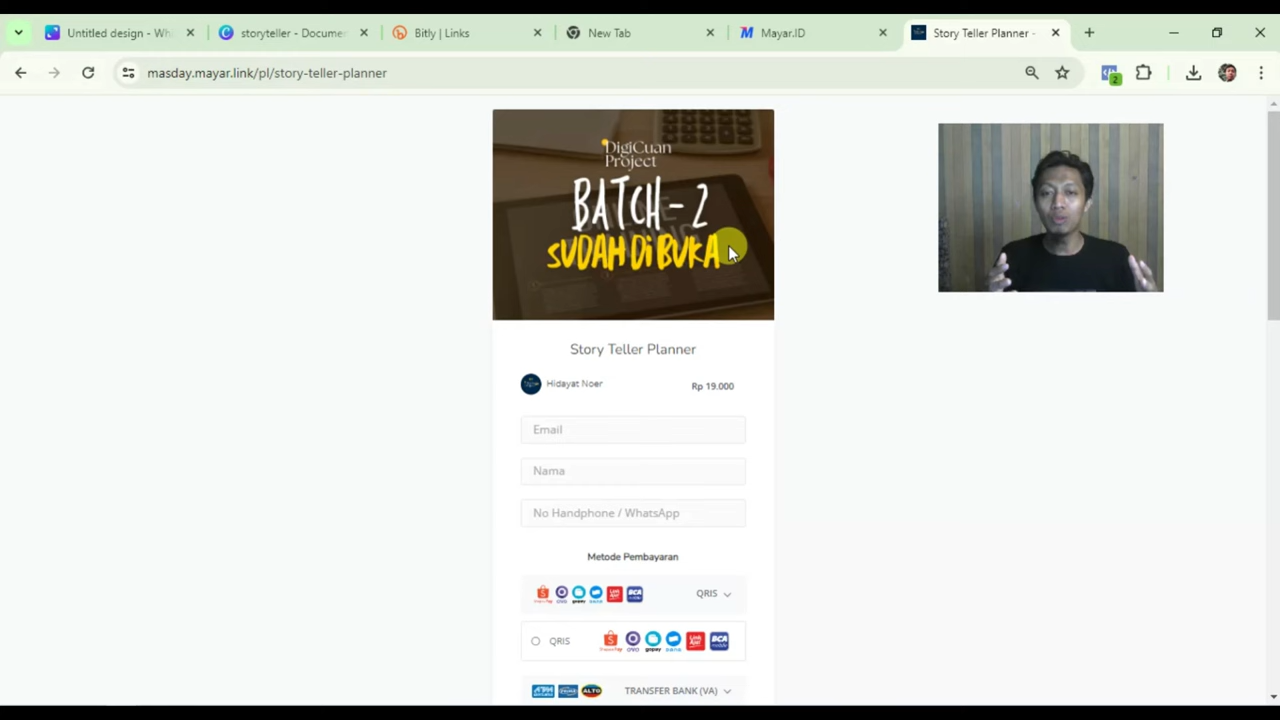 Untitled design - Whi
storyteller - Docume
Bitly | Links
New Tab
Mayar.ID
Story Teller Planner -
masday.mayar.link/pl/story-teller-planner
2
DigiCuan
Project
BATCH - 2
SUDAH Di BUKA
Story Teller Planner
Hidayat Noer
Rp 19.000
Email
Nama
No Handphone / WhatsApp
Metode Pembayaran
QRIS
QRIS
TRANSFER BANK (VA)